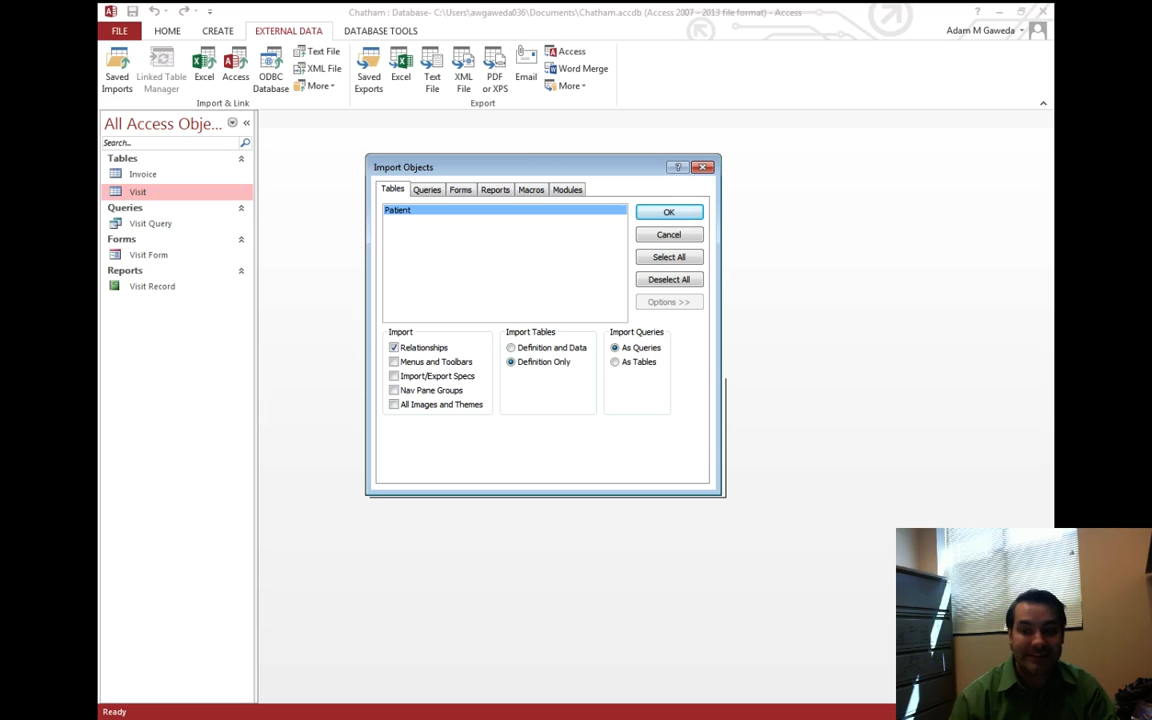 Chatham : Database- C:\Users\awgaweda036\Documents\Chatham.accdb (Access 2007 - 2013 file format) - Access
FILE HOME CREATE EXTERNAL DATA DATABASE TOOLS Adam M Gaweda
Saved Imports
Linked Table Manager
Excel
Access
ODBC Database
Text File
XML File
More
Import & Link
Saved Exports
Excel
Text File
XML File
PDF or XPS
Email
Access
Word Merge
More
Export
All Access Obje...
Search...
Tables
Invoice
Visit
Queries
Visit Query
Forms
Visit Form
Reports
Visit Record
Import Objects
Tables Queries Forms Reports Macros Modules
Patient
OK
Cancel
Select All
Deselect All
Options >>
Import
Relationships
Menus and Toolbars
Import/Export Specs
Nav Pane Groups
All Images and Themes
Import Tables
Definition and Data
Definition Only
Import Queries
As Queries
As Tables
Ready